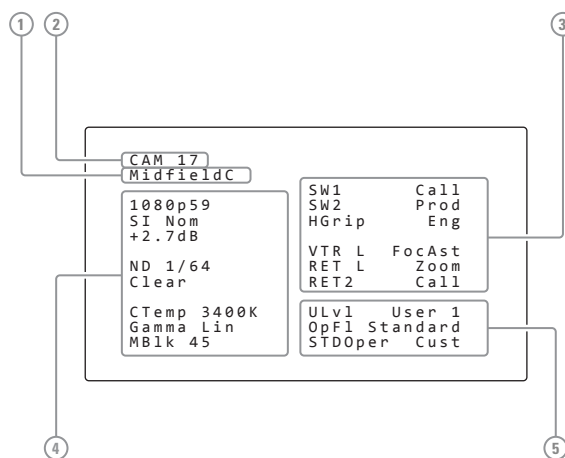 1 2 3
CAM 17
MidfieldC
1080p59
SI Nom
+2.7dB
ND 1/64
Clear
CTemp 3400K
Gamma Lin
MBlk 45
SW1 Call
SW2 Prod
HGrip Eng
VTR L FocAst
RET L Zoom
RET2 Call
ULvl User 1
OpFl Standard
STDOper Cust
4 5